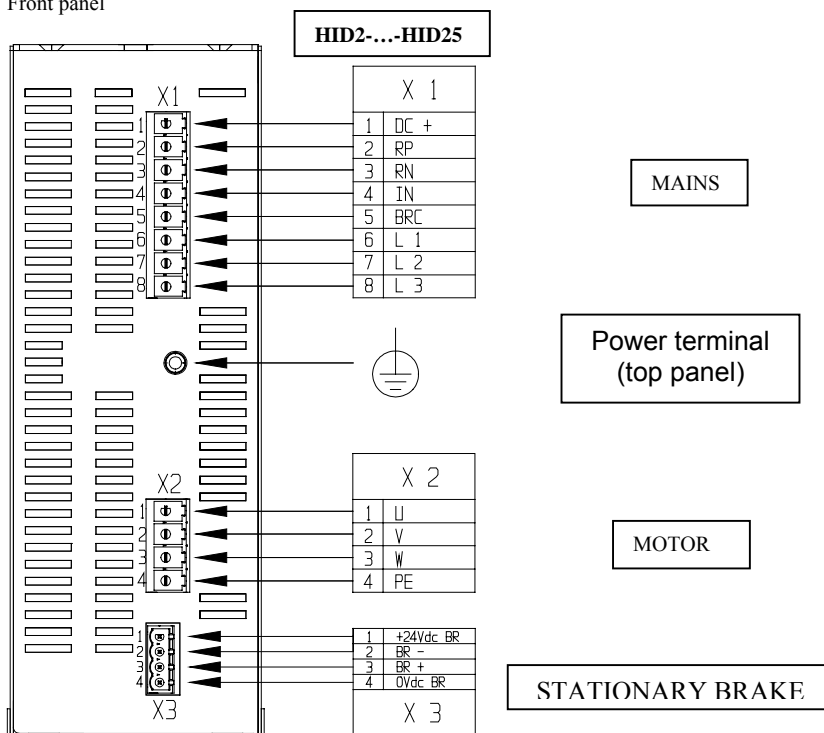 Front panel
HID2-...-HID25
X1
1
2
3
4
5
6
7
8
X 1
1 DC +
2 RP
3 RN
4 IN
5 BRC
6 L 1
7 L 2
8 L 3
MAINS
Power terminal
(top panel)
X2
1
2
3
4
X 2
1 U
2 V
3 W
4 PE
MOTOR
1
2
3
4
X3
1 +24Vdc BR
2 BR -
3 BR +
4 0Vdc BR
X 3
STATIONARY BRAKE